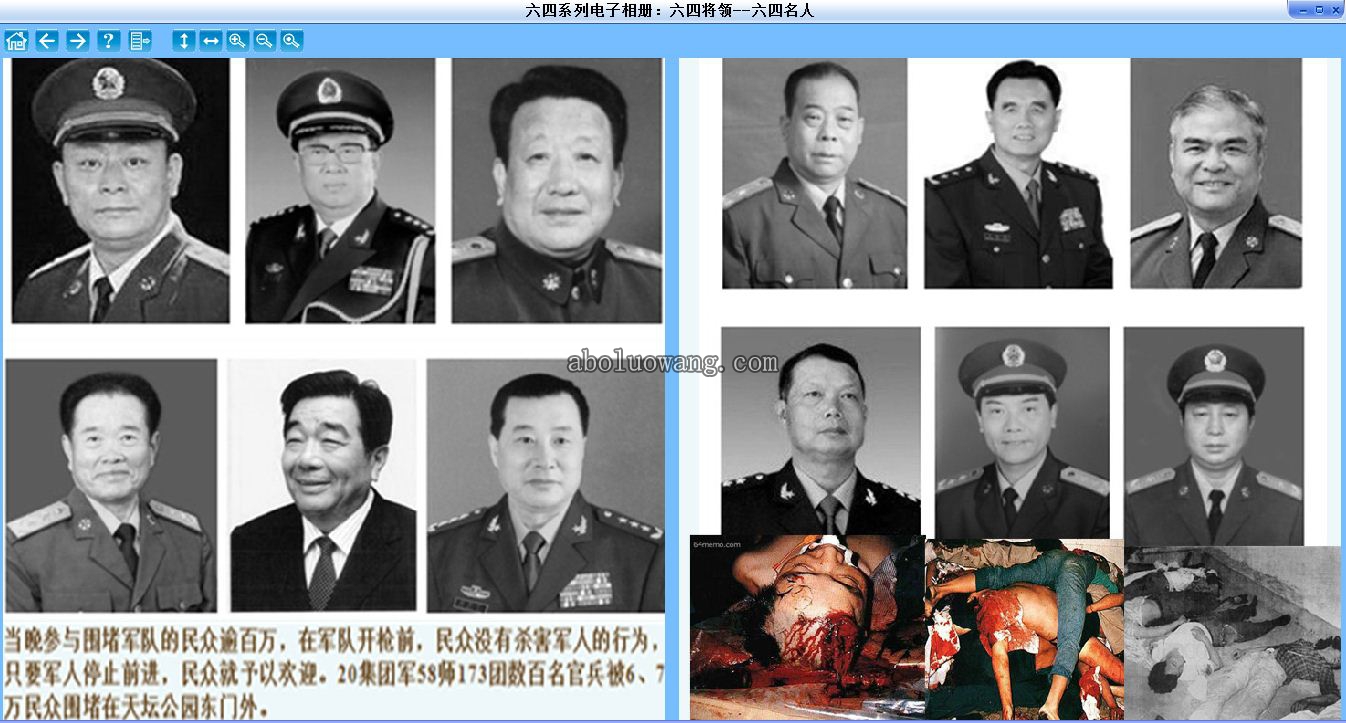 六四系列电子相册：六四将领--六四名人
aboluowang.com
64memo.com
当晚参与围堵军队的民众逾百万，在军队开枪前，民众没有杀害军人的行为，
只要军人停止前进，民众就予以欢迎。20集团军58师173团数百名官兵被6、7
万民众围堵在天坛公园东门外。